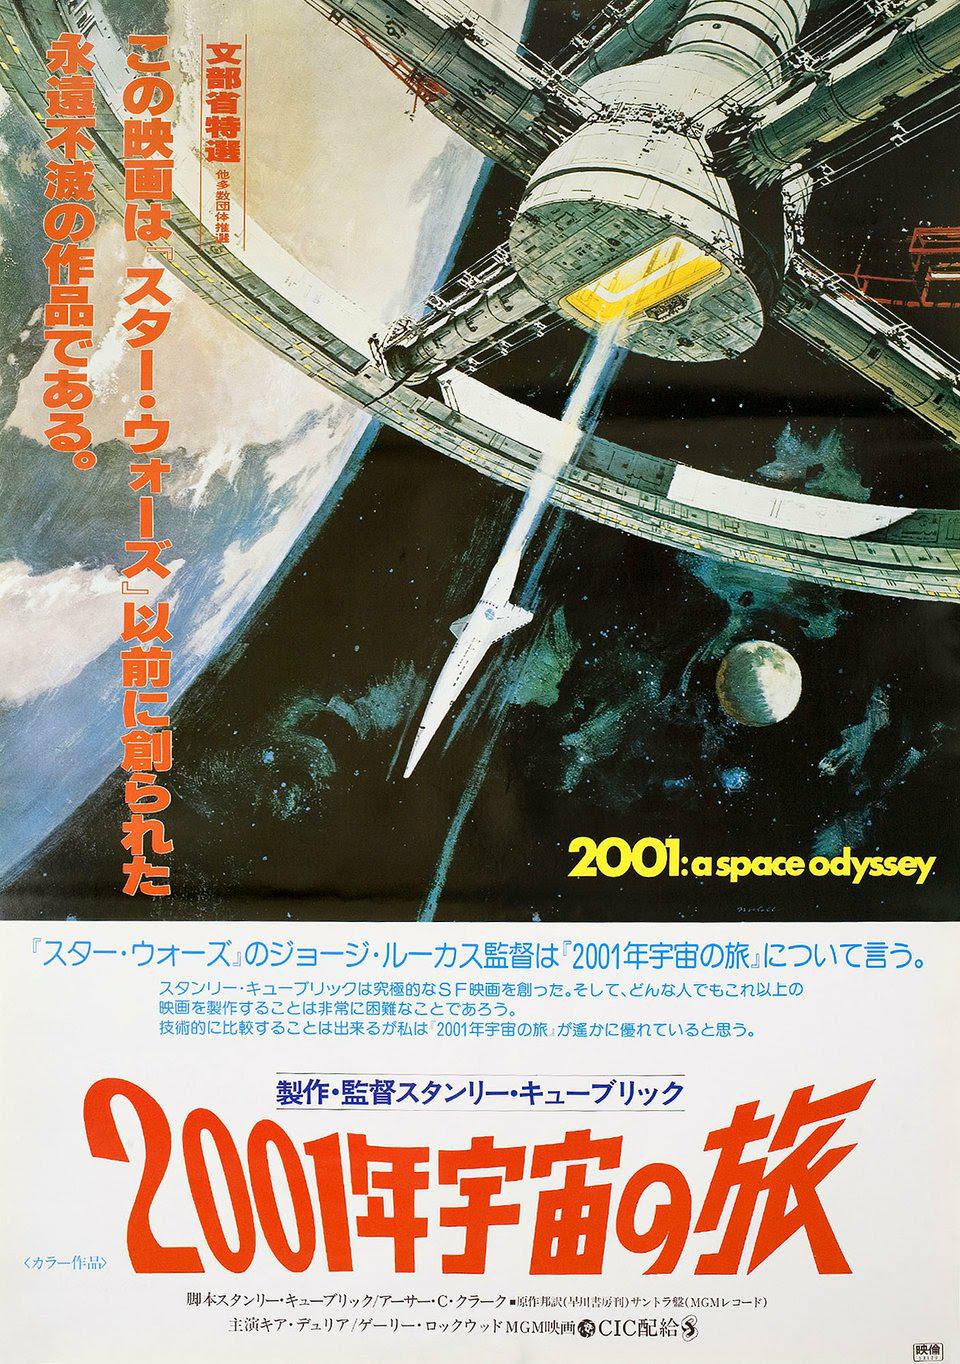 この映画は『スター・ウォーズ』以前に創られた
永遠不滅の作品である。
文部省特選
他多数団体推選
2001: a space odyssey
『スター・ウォーズ』のジョージ・ルーカス監督は『2001年宇宙の旅』について言う。
スタンリー・キューブリックは究極的なSF映画を創った。そして、どんな人でもこれ以上の
映画を製作することは非常に困難なことであろう。
技術的に比較することは出来るが私は『2001年宇宙の旅』が遙かに優れていると思う。
製作・監督スタンリー・キューブリック
2001年宇宙の旅
〈カラー作品〉
脚本スタンリー・キューブリック/アーサー・C・クラーク■原作邦訳(早川書房刊)サントラ盤(MGMレコード)
主演キア・デュリア/ゲーリー・ロックウッド MGM映画 CIC配給
映倫